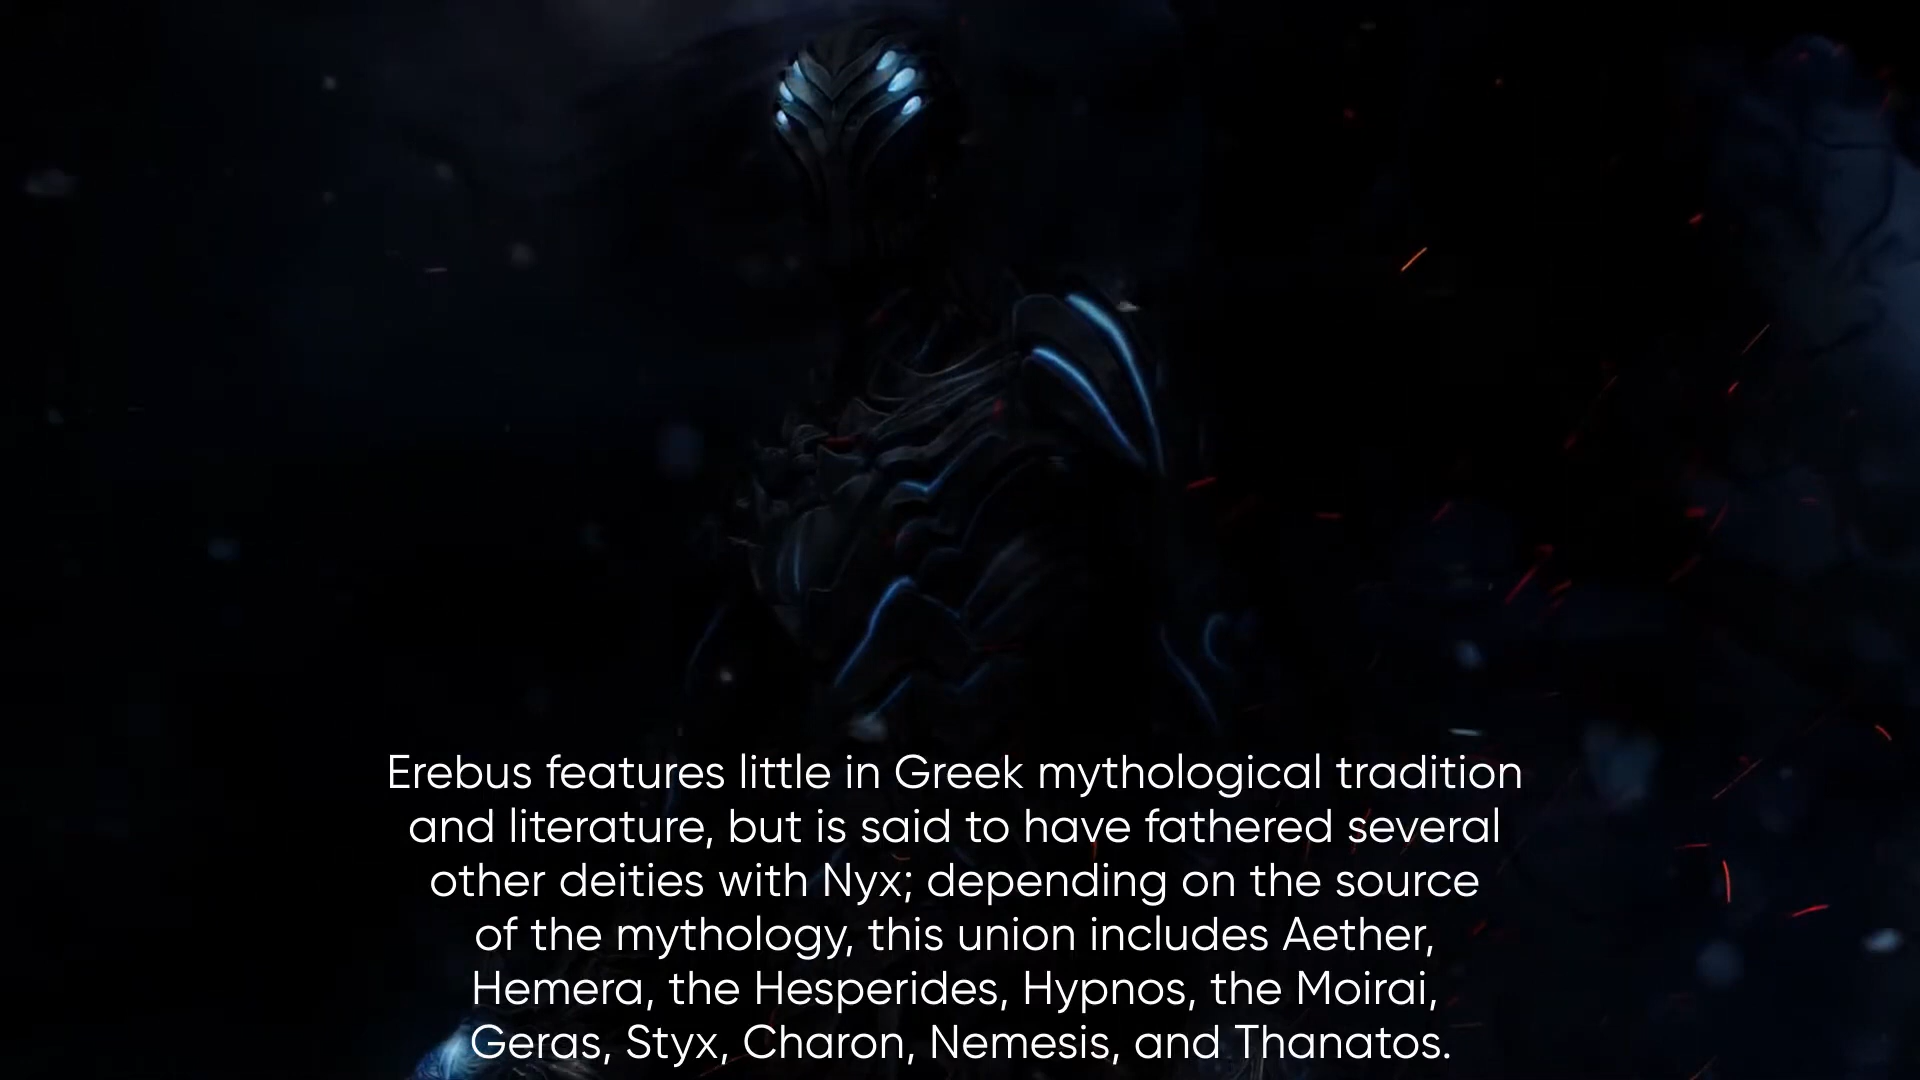 Erebus features little in Greek mythological tradition
and literature, but is said to have fathered several
other deities with Nyx; depending on the source
of the mythology, this union includes Aether,
Hemera, the Hesperides, Hypnos, the Moirai,
Geras, Styx, Charon, Nemesis, and Thanatos.